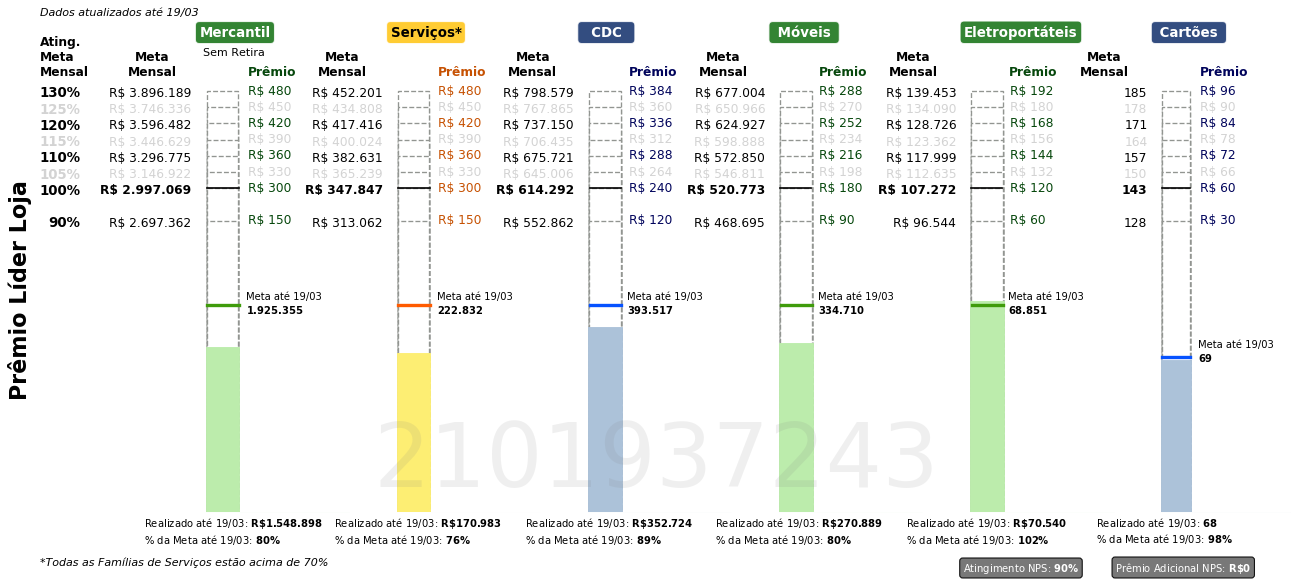 Dados atualizados até 19/03
Mercantil Serviços* CDC Móveis Eletroportáteis Cartões
Sem Retira
Ating. Meta Mensal
Meta Mensal Prêmio Meta Mensal Prêmio Meta Mensal Prêmio Meta Mensal Prêmio Meta Mensal Prêmio Meta Mensal Prêmio
130% R$ 3.896.189 R$ 480 R$ 452.201 R$ 480 R$ 798.579 R$ 384 R$ 677.004 R$ 288 R$ 139.453 R$ 192 185 R$ 96
125% R$ 3.746.336 R$ 450 R$ 434.808 R$ 450 R$ 767.865 R$ 360 R$ 650.966 R$ 270 R$ 134.090 R$ 180 178 R$ 90
120% R$ 3.596.482 R$ 420 R$ 417.416 R$ 420 R$ 737.150 R$ 336 R$ 624.927 R$ 252 R$ 128.726 R$ 168 171 R$ 84
115% R$ 3.446.629 R$ 390 R$ 400.024 R$ 390 R$ 706.435 R$ 312 R$ 598.888 R$ 234 R$ 123.362 R$ 156 164 R$ 78
110% R$ 3.296.775 R$ 360 R$ 382.631 R$ 360 R$ 675.721 R$ 288 R$ 572.850 R$ 216 R$ 117.999 R$ 144 157 R$ 72
105% R$ 3.146.922 R$ 330 R$ 365.239 R$ 330 R$ 645.006 R$ 264 R$ 546.811 R$ 198 R$ 112.635 R$ 132 150 R$ 66
100% R$ 2.997.069 R$ 300 R$ 347.847 R$ 300 R$ 614.292 R$ 240 R$ 520.773 R$ 180 R$ 107.272 R$ 120 143 R$ 60
90% R$ 2.697.362 R$ 150 R$ 313.062 R$ 150 R$ 552.862 R$ 120 R$ 468.695 R$ 90 R$ 96.544 R$ 60 128 R$ 30
Prêmio Líder Loja
Meta até 19/03 Meta até 19/03 Meta até 19/03 Meta até 19/03 Meta até 19/03
1.925.355 222.832 393.517 334.710 68.851
Meta até 19/03
69
2101937243
Realizado até 19/03: R$1.548.898 Realizado até 19/03: R$170.983 Realizado até 19/03: R$352.724 Realizado até 19/03: R$270.889 Realizado até 19/03: R$70.540 Realizado até 19/03: 68
% da Meta até 19/03: 80% % da Meta até 19/03: 76% % da Meta até 19/03: 89% % da Meta até 19/03: 80% % da Meta até 19/03: 102% % da Meta até 19/03: 98%
*Todas as Famílias de Serviços estão acima de 70%
Atingimento NPS: 90% Prêmio Adicional NPS: R$0